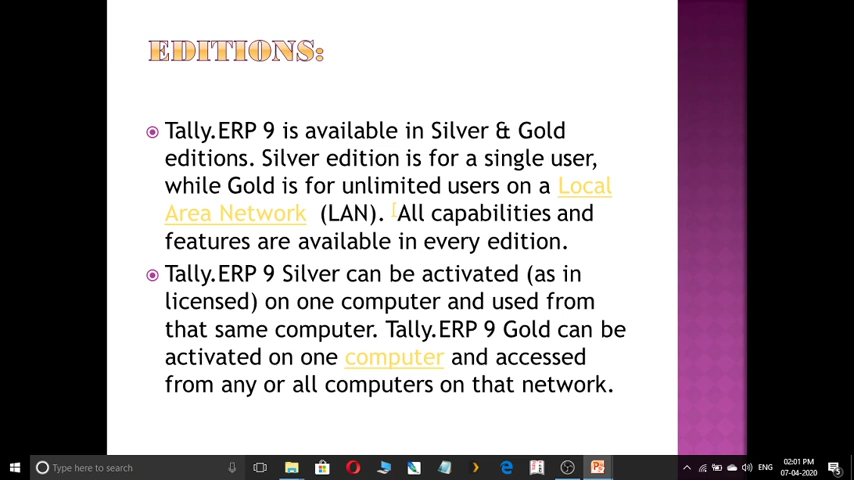 EDITIONS:
Tally.ERP 9 is available in Silver & Gold
editions. Silver edition is for a single user,
while Gold is for unlimited users on a Local
Area Network (LAN). [All capabilities and
features are available in every edition.
Tally.ERP 9 Silver can be activated (as in
licensed) on one computer and used from
that same computer. Tally.ERP 9 Gold can be
activated on one computer and accessed
from any or all computers on that network.
Type here to search
ENG
02:01 PM
07-04-2020